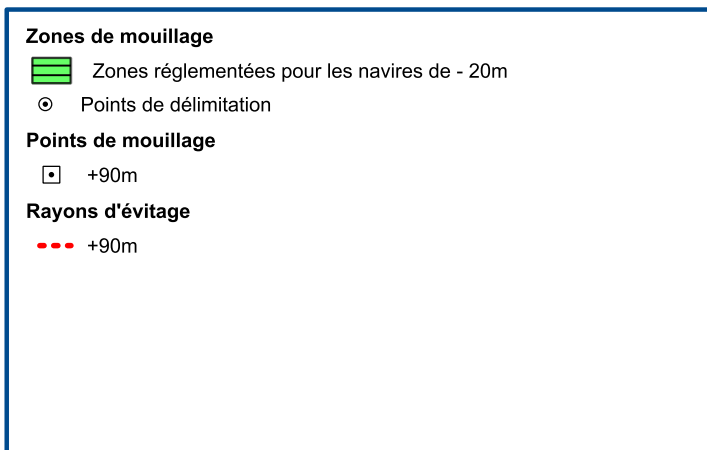 Zones de mouillage
Zones réglementées pour les navires de - 20m
Points de délimitation
Points de mouillage
+90m
Rayons d'évitage
+90m